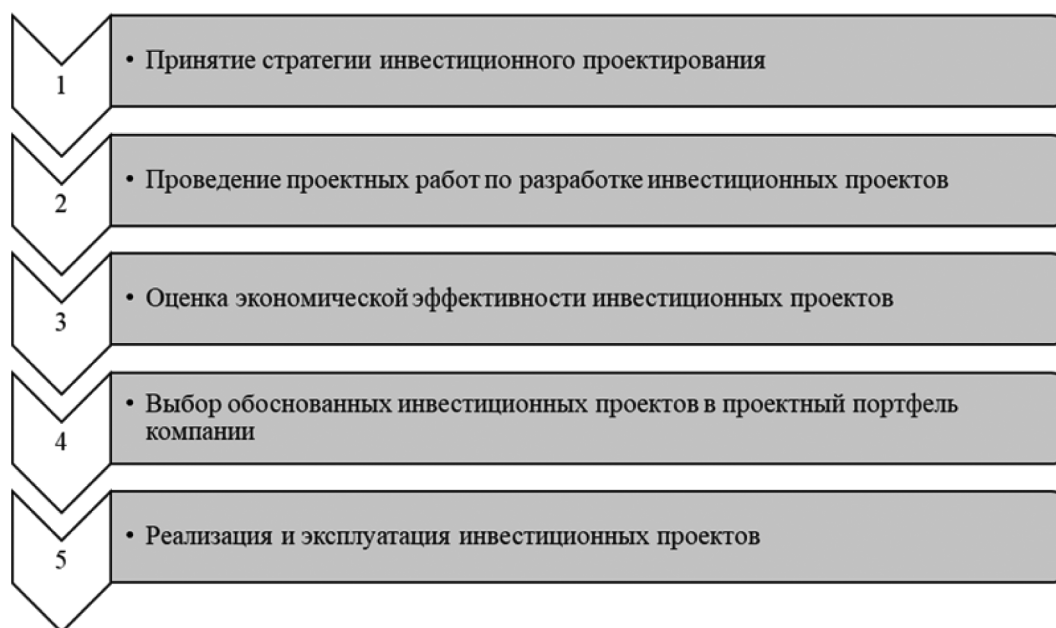 1
• Принятие стратегии инвестиционного проектирования
2
• Проведение проектных работ по разработке инвестиционных проектов
3
• Оценка экономической эффективности инвестиционных проектов
4
• Выбор обоснованных инвестиционных проектов в проектный портфель
компании
5
• Реализация и эксплуатация инвестиционных проектов